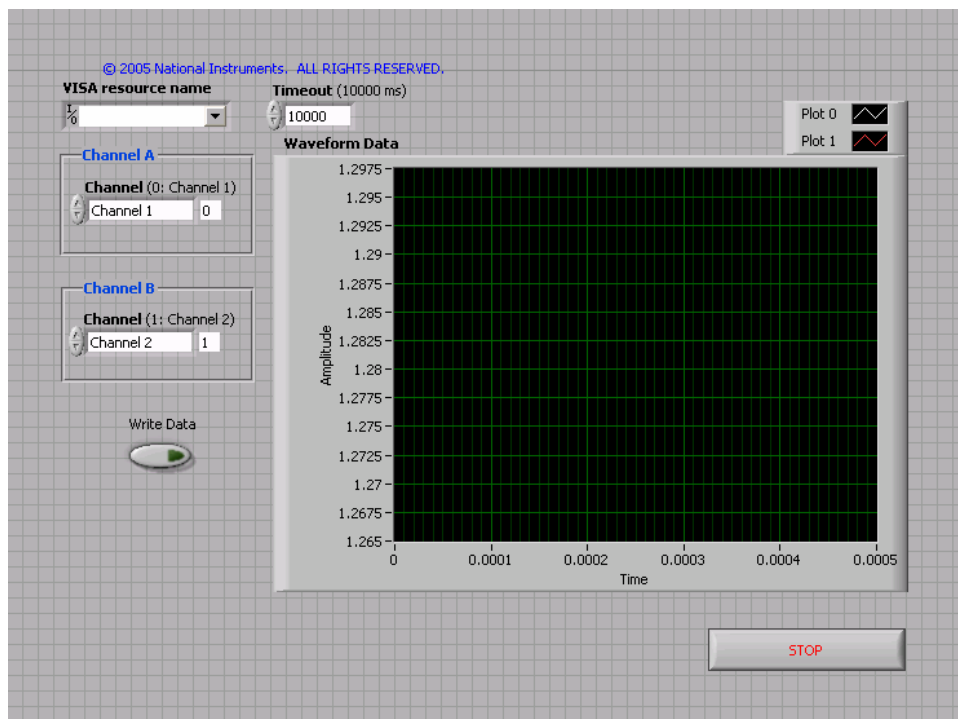 © 2005 National Instruments. ALL RIGHTS RESERVED.
VISA resource name
Timeout (10000 ms)
I/O
10000
Plot 0
Plot 1
Waveform Data
Channel A
Channel (0: Channel 1)
Channel 1 0
Channel B
Channel (1: Channel 2)
Channel 2 1
Write Data
Amplitude
1.2975
1.295
1.2925
1.29
1.2875
1.285
1.2825
1.28
1.2775
1.275
1.2725
1.27
1.2675
1.265
0 0.0001 0.0002 0.0003 0.0004 0.0005
Time
STOP